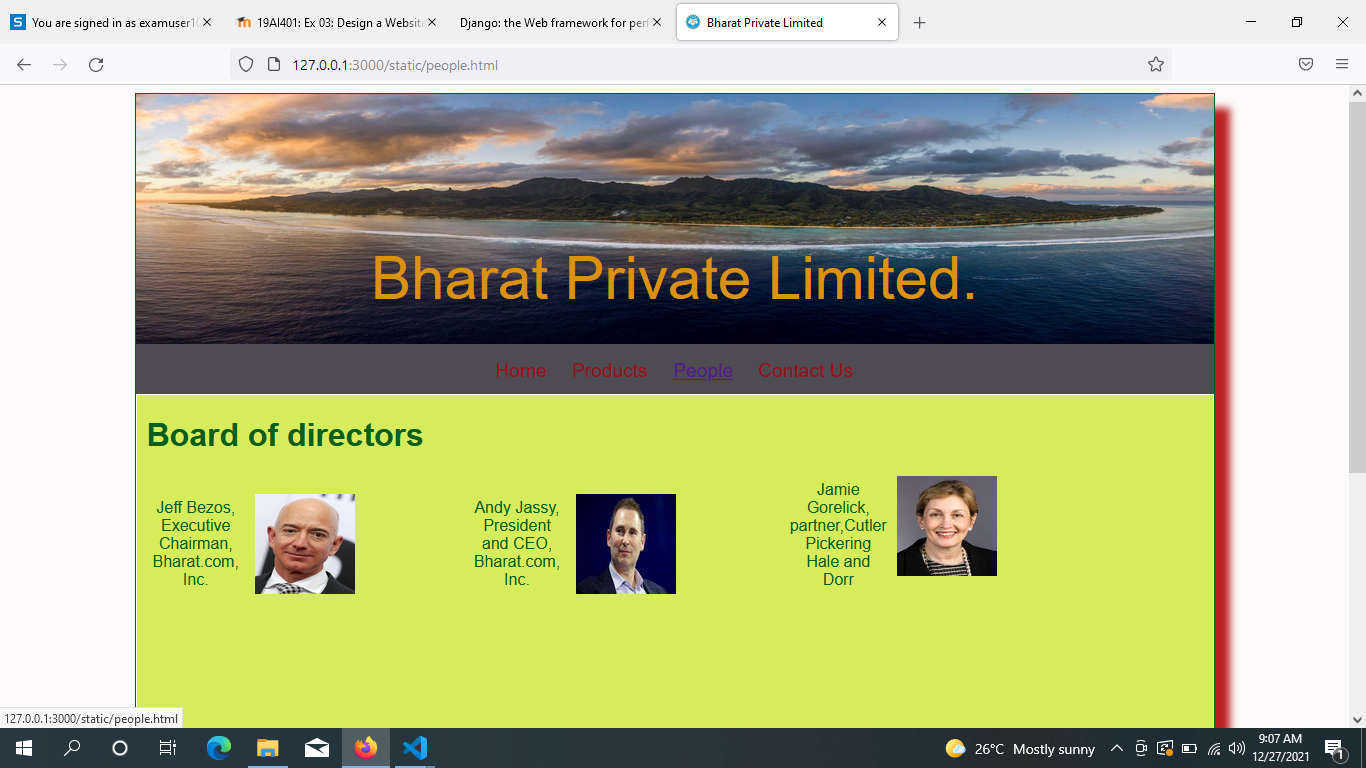 You are signed in as examuser10
19AI401: Ex 03: Design a Website
Django: the Web framework for perf
Bharat Private Limited
127.0.0.1:3000/static/people.html
Bharat Private Limited.
Home Products People Contact Us
Board of directors
Jeff Bezos,
Executive
Chairman,
Bharat.com,
Inc.
Andy Jassy,
President
and CEO,
Bharat.com,
Inc.
Jamie
Gorelick,
partner,Cutler
Pickering
Hale and
Dorr
127.0.0.1:3000/static/people.html
26°C Mostly sunny
9:07 AM
12/27/2021
1